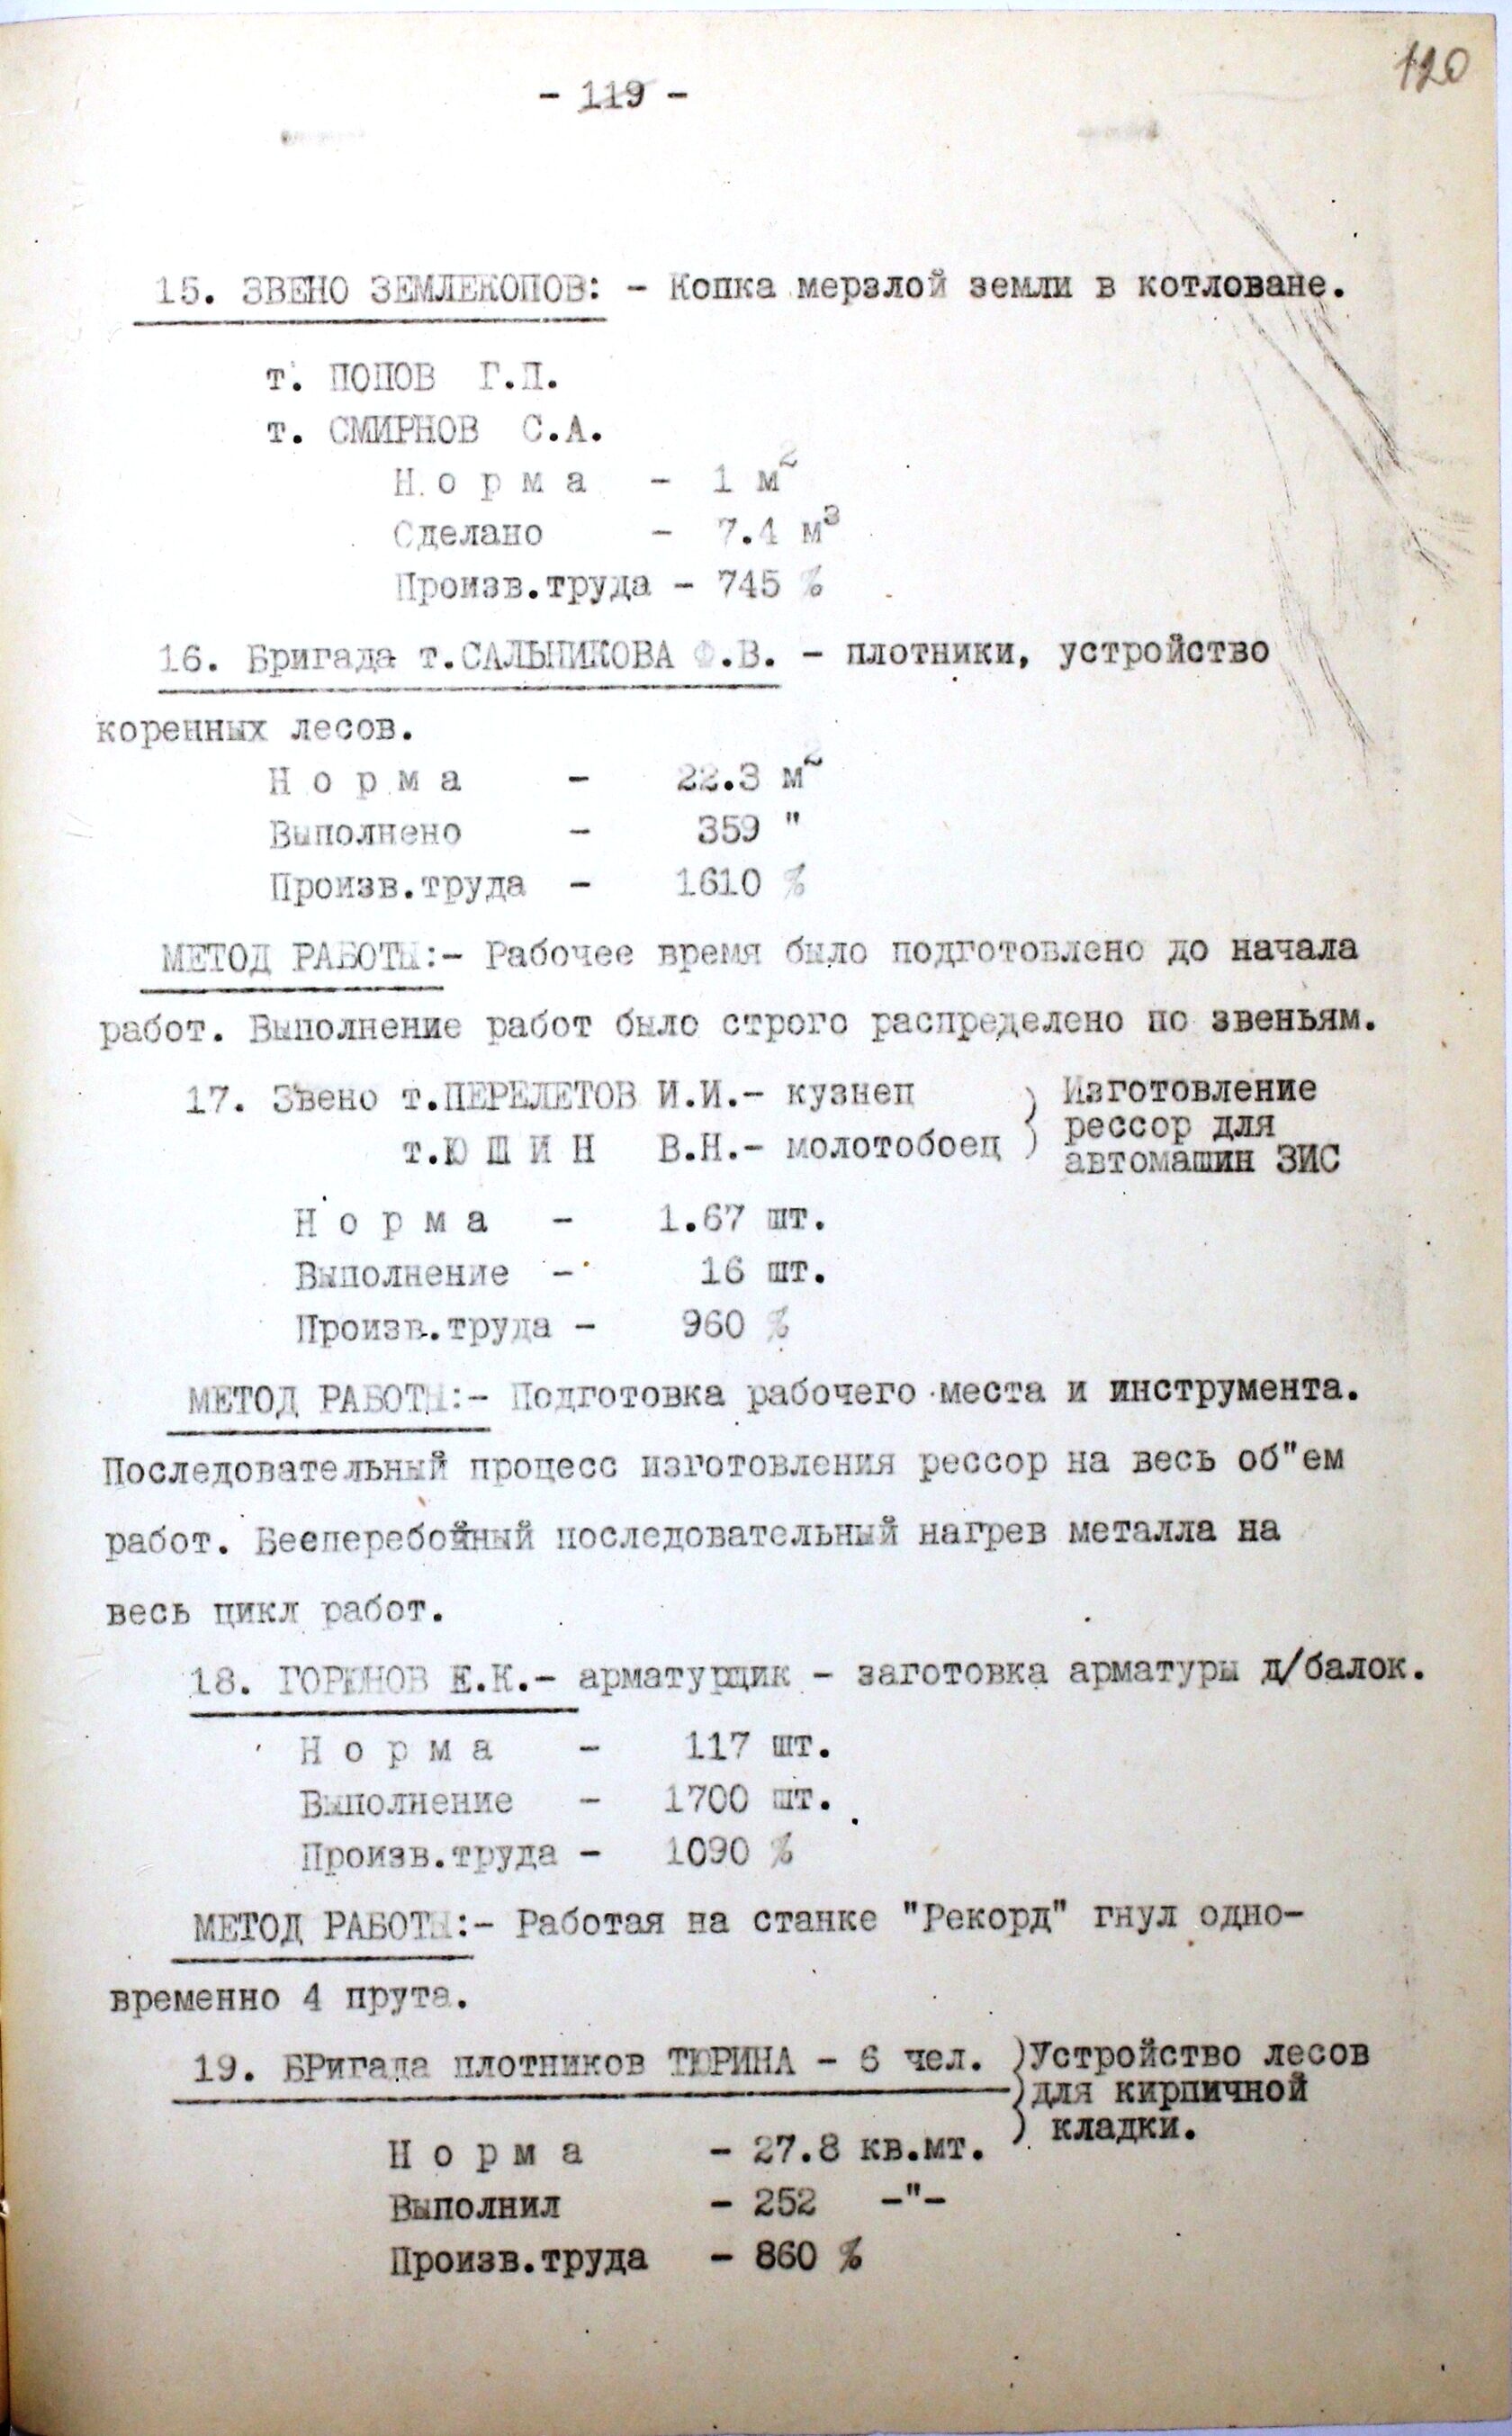 120
- 119 -
15. ЗВЕНО ЗЕМЛЕКОПОВ: - Копка мерзлой земли в котловане.
т. ПОПОВ Г.П.
т. СМИРНОВ С.А.
Н о р м а - 1 м²
Сделано - 7.4 м³
Произв.труда - 745 %
16. Бригада т.САЛЬНИКОВА Ф.В. - плотники, устройство
коренных лесов.
Н о р м а - 22.3 м²
Выполнено - 359 "
Произв.труда - 1610 %
МЕТОД РАБОТЫ:- Рабочее время было подготовлено до начала
работ. Выполнение работ было строго распределено по звеньям.
17. Звено т.ПЕРЕЛЕТОВ И.И.- кузнец ) Изготовление
т.Ю Ш И Н В.Н.- молотобоец ) рессор для
автомашин ЗИС
Н о р м а - 1.67 шт.
Выполнение - 16 шт.
Произв.труда - 960 %
МЕТОД РАБОТЫ:- Подготовка рабочего места и инструмента.
Последовательный процесс изготовления рессор на весь об"ем
работ. Бесперебойный последовательный нагрев металла на
весь цикл работ.
18. Е.К.- арматурщик - заготовка арматуры д/балок.
Н о р м а - 117 шт.
Выполнение - 1700 шт.
Произв.труда - 1090 %
МЕТОД РАБОТЫ:- Работая на станке "Рекорд" гнул одно-
временно 4 прута.
19. БРигада плотников ТЮРИНА - 6 чел. )Устройство лесов
)для кирпичной
) кладки.
Н о р м а - 27.8 кв.мт.
Выполнил - 252 -"-
Произв.труда - 860 %